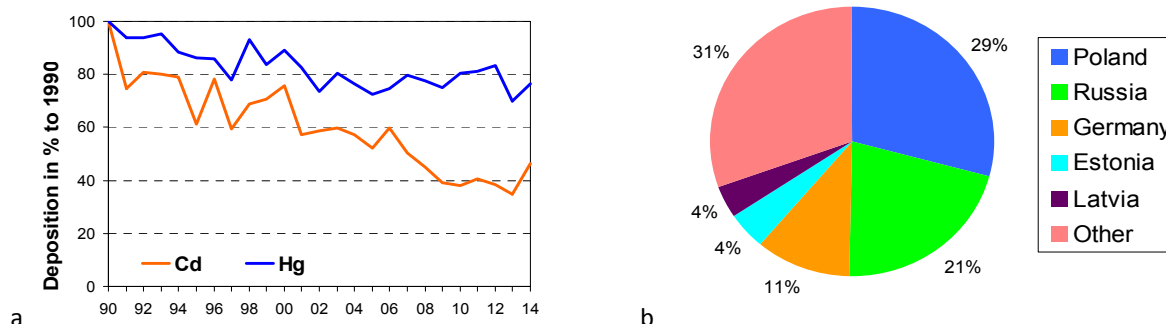 Deposition in % to 1990
100
80
60
40
20
0
Cd
Hg
90 92 94 96 98 00 02 04 06 08 10 12 14
a
31%
29%
4%
4%
11%
21%
Poland
Russia
Germany
Estonia
Latvia
Other
b